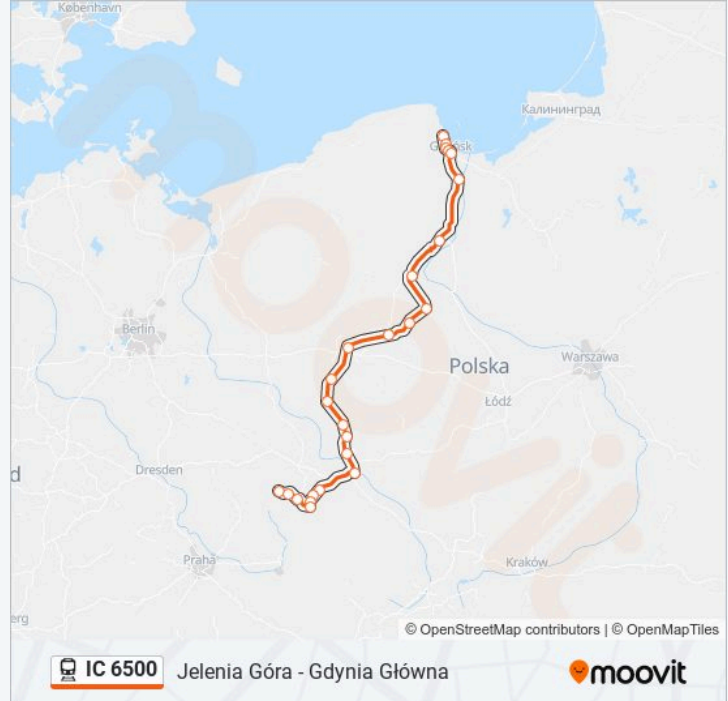 København
Калининград
Gdańsk
Berlin
Polska
Warszawa
Łódź
d
Dresden
Praha
Kraków
erg
© OpenStreetMap contributors | © OpenMapTiles
IC 6500 Jelenia Góra - Gdynia Główna moovit